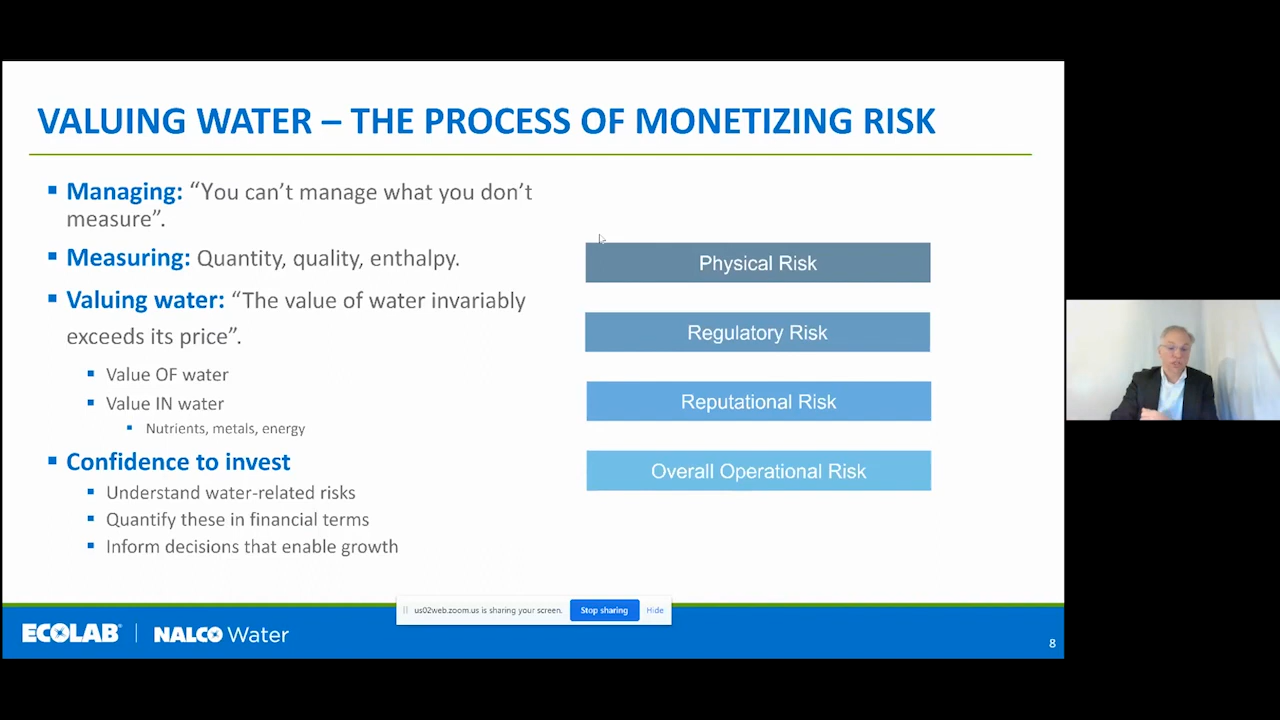 VALUING WATER – THE PROCESS OF MONETIZING RISK
▪ Managing: “You can’t manage what you don’t
measure”.
▪ Measuring: Quantity, quality, enthalpy.
▪ Valuing water: “The value of water invariably
exceeds its price”.
▪ Value OF water
▪ Value IN water
▪ Nutrients, metals, energy
▪ Confidence to invest
▪ Understand water-related risks
▪ Quantify these in financial terms
▪ Inform decisions that enable growth
Physical Risk
Regulatory Risk
Reputational Risk
Overall Operational Risk
us02web.zoom.us is sharing your screen. Stop sharing Hide
ECOLAB® | NALCO Water
8